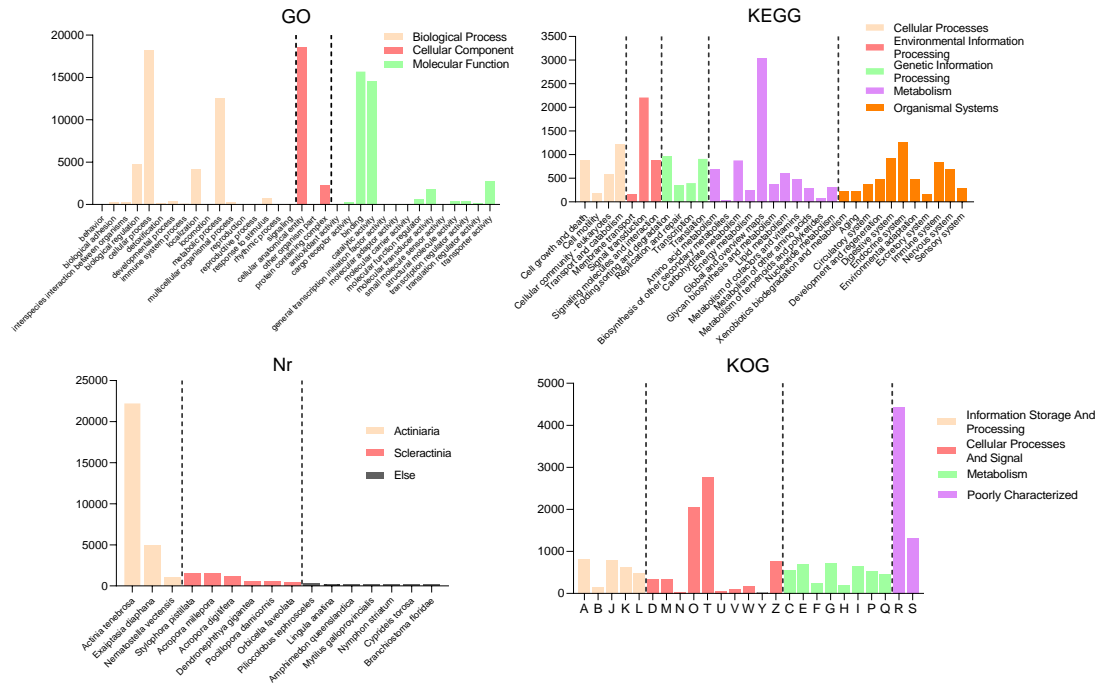 GO
20000
15000
10000
5000
0
Biological Process
Cellular Component
Molecular Function
behavior
biological adhesion
interspecies interaction between organisms
biological regulation
cellular process
detoxification
developmental process
immune system process
localization
locomotion
metabolic process
multicellular organismal process
reproduction
reproductive process
response to stimulus
rhythmic process
signaling
cellular anatomical entity
other organism part
protein containing complex
antioxidant activity
cargo receptor activity
binding
catalytic activity
general transcription initiation factor activity
molecular adaptor activity
molecular function regulator
molecular transducer activity
small molecule sensor activity
structural molecule activity
transcription regulator activity
translation regulator activity
transporter activity
KEGG
3500
3000
2500
2000
1500
1000
500
0
Cellular Processes
Environmental Information
Processing
Genetic Information
Processing
Metabolism
Organismal Systems
Cell growth and death
Cell motility
Cellular community - eukaryotes
Transport and catabolism
Membrane transport
Signal transduction
Signaling molecules and interaction
Folding, sorting and degradation
Replication and repair
Transcription
Translation
Amino acid metabolism
Biosynthesis of other secondary metabolites
Carbohydrate metabolism
Energy metabolism
Global and overview maps
Glycan biosynthesis and metabolism
Lipid metabolism
Metabolism of cofactors and vitamins
Metabolism of other amino acids
Metabolism of terpenoids and polyketides
Nucleotide metabolism
Xenobiotics biodegradation and metabolism
Aging
Circulatory system
Development and regeneration
Digestive system
Endocrine system
Environmental adaptation
Excretory system
Immune system
Nervous system
Sensory system
Nr
25000
20000
15000
10000
5000
0
Actiniaria
Scleractinia
Else
Actinia tenebrosa
Exaiptasia diaphana
Nematostella vectensis
Stylophora pistillata
Acropora millepora
Acropora digitifera
Dendronephthya gigantea
Pocillopora damicornis
Orbicella faveolata
Piliocolobus tephrosceles
Lingula anatina
Amphimedon queenslandica
Mytilus galloprovincialis
Nymphon striatum
Cyprideis torosa
Branchiostoma floridae
KOG
5000
4000
3000
2000
1000
0
Information Storage And
Processing
Cellular Processes
And Signal
Metabolism
Poorly Characterized
A B J K L D M N O T U V W Y Z C E F G H I P Q R S